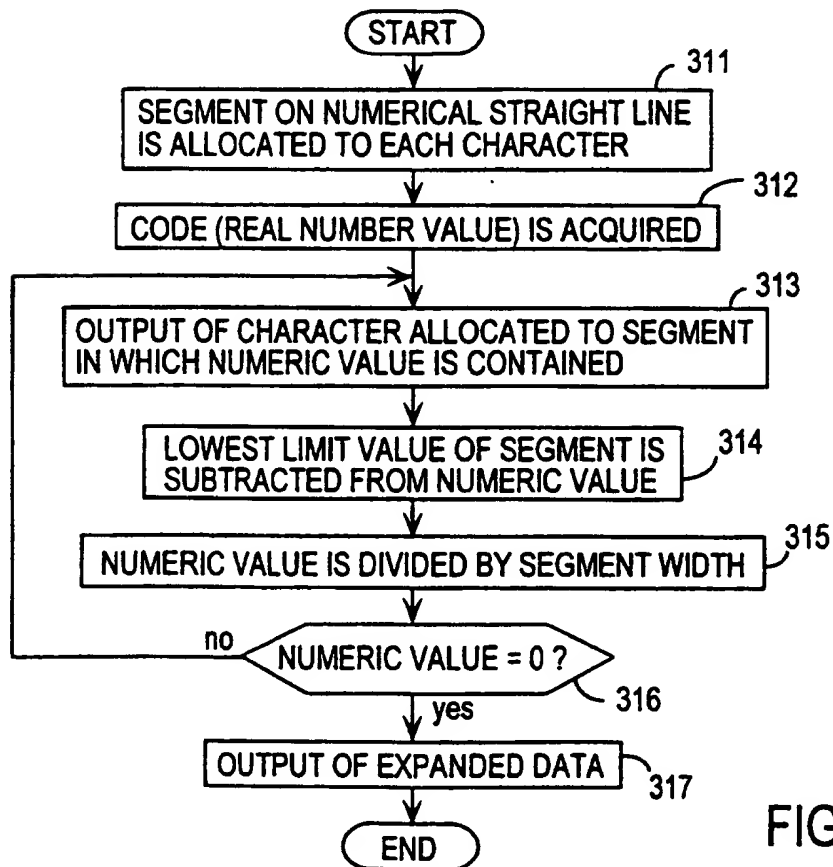 START
311
SEGMENT ON NUMERICAL STRAIGHT LINE
IS ALLOCATED TO EACH CHARACTER
312
CODE (REAL NUMBER VALUE) IS ACQUIRED
313
OUTPUT OF CHARACTER ALLOCATED TO SEGMENT
IN WHICH NUMERIC VALUE IS CONTAINED
LOWEST LIMIT VALUE OF SEGMENT IS
SUBTRACTED FROM NUMERIC VALUE
314
315
NUMERIC VALUE IS DIVIDED BY SEGMENT WIDTH
no
NUMERIC VALUE = 0 ?
316
yes
OUTPUT OF EXPANDED DATA
317
END
FIG